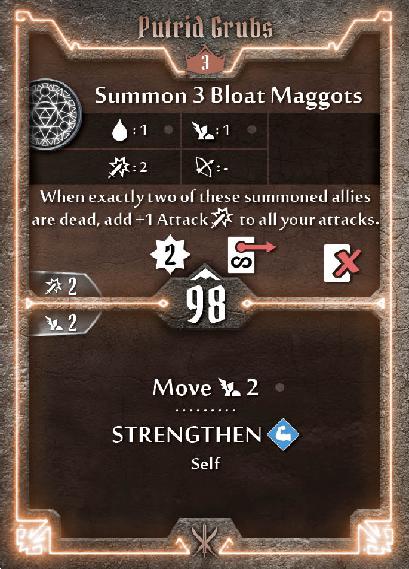 Putrid Grubs
3
Summon 3 Bloat Maggots
: 1 : 1
: 2 : -
When exactly two of these summoned allies
are dead, add +1 Attack to all your attacks.
2
2
98
2
Move 2
STRENGTHEN
Self